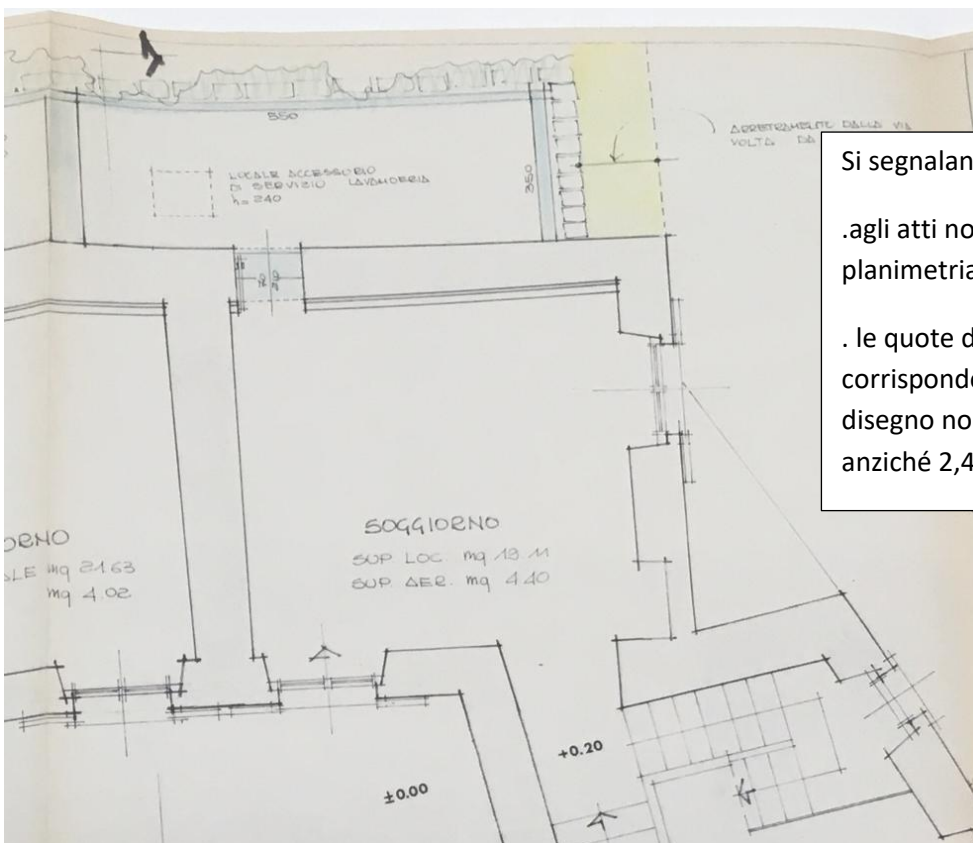 550
LOCALE ACCESSORIO
DI SERVIZIO LAVANDERIA
h= 240
350
ARRETRAMENTO DALLA VIA
VOLTA DA
Si segnalan
.agli atti no
planimetria
. le quote d
corrisponde
disegno no
anziché 2,4
SOGGIORNO
SUP LOC. mq 19.11
SUP AER. mq 4.40
ORNO
LE mq 21.63
mq 4.02
+0.20
±0.00